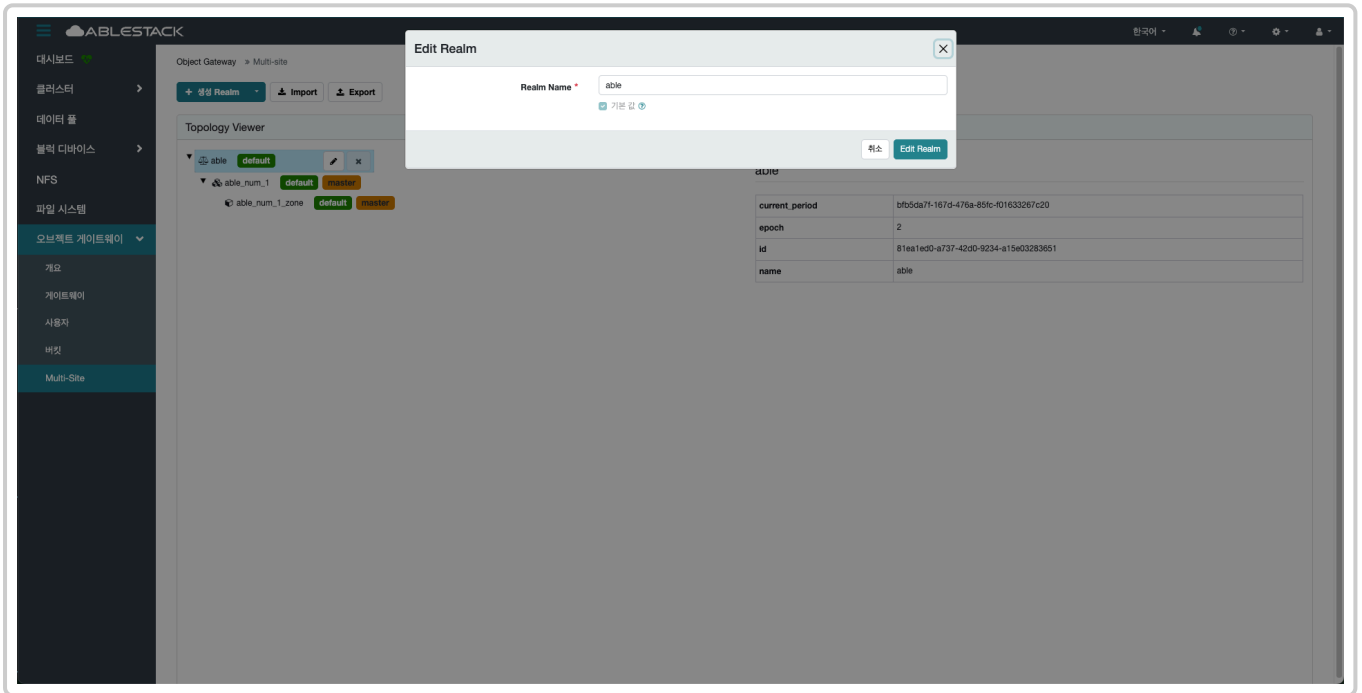 ABLESTACK
한국어
대시보드
클러스터
데이터 풀
볼럭 디바이스
NFS
파일 시스템
오브젝트 게이트웨이
개요
게이트웨이
사용자
버킷
Multi-Site
Object Gateway » Multi-site
+ 생성 Realm
Import
Export
Topology Viewer
able default
able_num_1 default master
able_num_1_zone default master
Edit Realm
Realm Name * able
기본 값
취소
Edit Realm
able
current_period bfb5da7f-167d-476a-85fc-f01633267c20
epoch 2
id 81ea1ed0-a737-42d0-9234-a15e03283651
name able